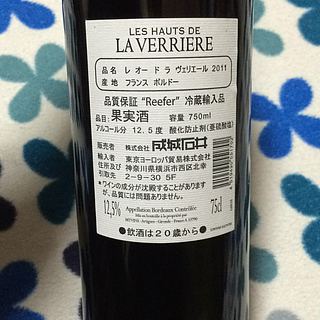 LES HAUTS DE
LA VERRIERE
品名 レ オー ド ラ ヴェリエール 2011
産地 フランス ボルドー
品質保証 “Reefer” 冷蔵輸入品
品目 果実酒 容量 750ml
アルコール分 12.5度 酸化防止剤(亜硫酸塩)
販売者 株式会社 成城石井
輸入者 東京ヨーロッパ貿易株式会社
住所及び 神奈川県横浜市西区北幸
引取先 2-9-30 5F
*ワインの成分が沈殿することがありますが、
品質には問題ありません。
12,5% Appellation Bordeaux Contrôlée 75cl
Mis en bouteille à la propriété par
●飲酒は20歳から●